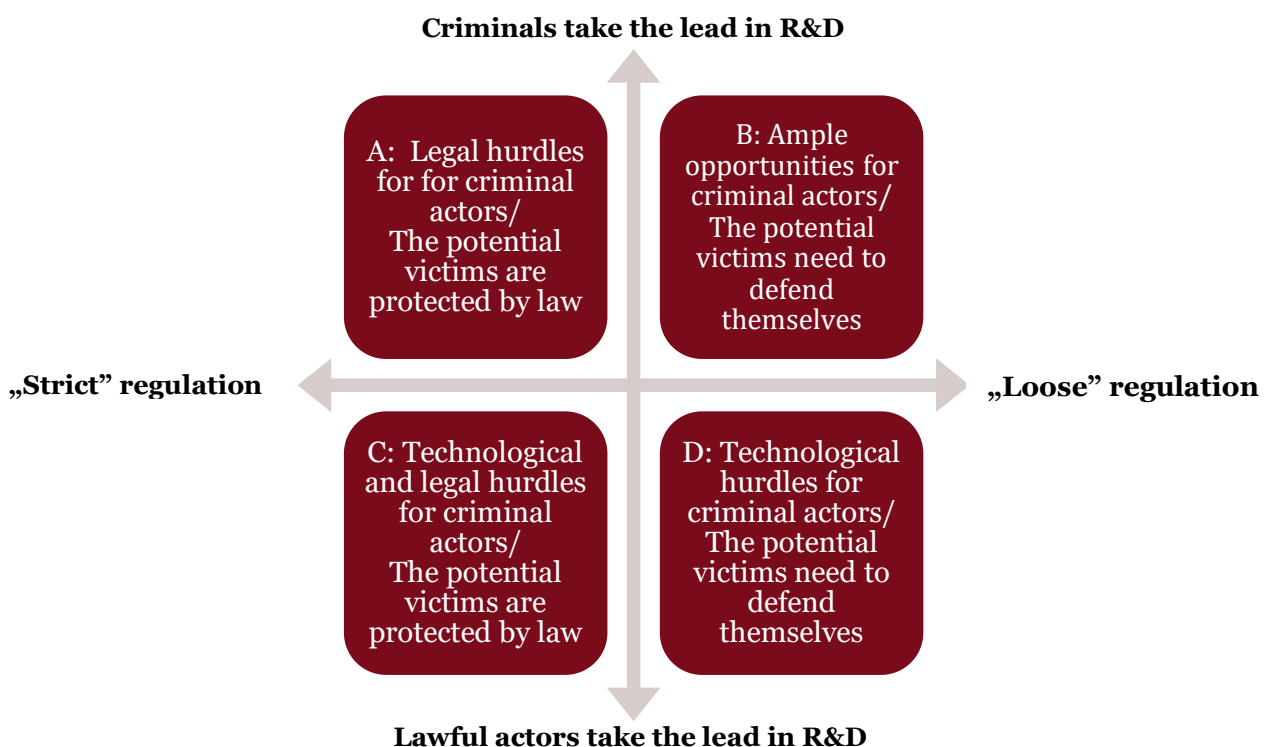 Criminals take the lead in R&D
A:  Legal hurdles
for for criminal
actors/
The potential
victims are
protected by law
B: Ample
opportunities for
criminal actors/
The potential
victims need to
defend
themselves
„Strict” regulation
„Loose” regulation
C: Technological
and legal hurdles
for criminal
actors/
The potential
victims are
protected by law
D: Technological
hurdles for
criminal actors/
The potential
victims need to
defend
themselves
Lawful actors take the lead in R&D